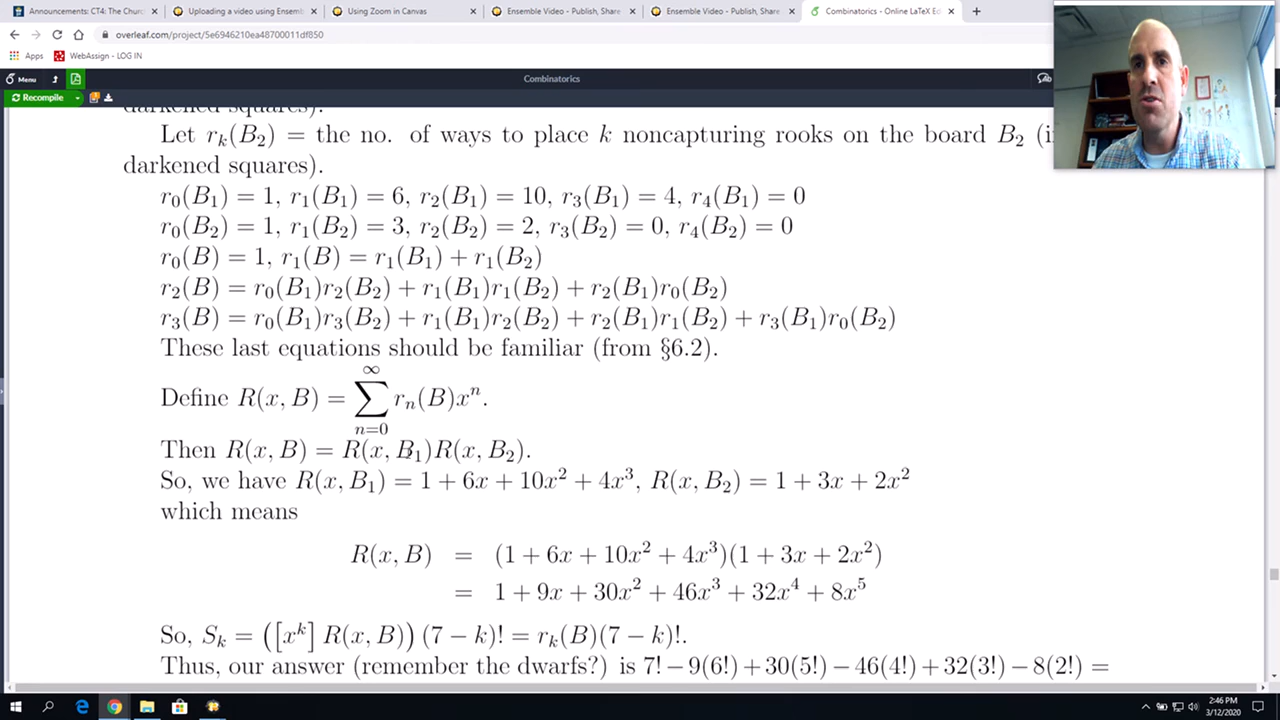 Announcements: CT4: The Churc
Uploading a video using Ensemb
Using Zoom in Canvas
Ensemble Video - Publish, Share
Ensemble Video - Publish, Share
Combinatorics - Online LaTeX Ed
overleaf.com/project/5e6946210ea48700011df850
Apps WebAssign - LOG IN
Menu
Combinatorics
Recompile
darkened squares).
Let r_k(B_2) = the no. of ways to place k noncapturing rooks on the board B_2 (i
darkened squares).
r_0(B_1) = 1, r_1(B_1) = 6, r_2(B_1) = 10, r_3(B_1) = 4, r_4(B_1) = 0
r_0(B_2) = 1, r_1(B_2) = 3, r_2(B_2) = 2, r_3(B_2) = 0, r_4(B_2) = 0
r_0(B) = 1, r_1(B) = r_1(B_1) + r_1(B_2)
r_2(B) = r_0(B_1)r_2(B_2) + r_1(B_1)r_1(B_2) + r_2(B_1)r_0(B_2)
r_3(B) = r_0(B_1)r_3(B_2) + r_1(B_1)r_2(B_2) + r_2(B_1)r_1(B_2) + r_3(B_1)r_0(B_2)
These last equations should be familiar (from §6.2).
Define R(x, B) = \sum_{n=0}^{∞} r_n(B)x^n.
Then R(x, B) = R(x, B_1)R(x, B_2).
So, we have R(x, B_1) = 1 + 6x + 10x^2 + 4x^3, R(x, B_2) = 1 + 3x + 2x^2
which means
R(x, B) = (1 + 6x + 10x^2 + 4x^3)(1 + 3x + 2x^2)
= 1 + 9x + 30x^2 + 46x^3 + 32x^4 + 8x^5
So, S_k = ([x^k] R(x, B)) (7 − k)! = r_k(B)(7 − k)!.
Thus, our answer (remember the dwarfs?) is 7! − 9(6!) + 30(5!) − 46(4!) + 32(3!) − 8(2!) =
2:46 PM
3/12/2020